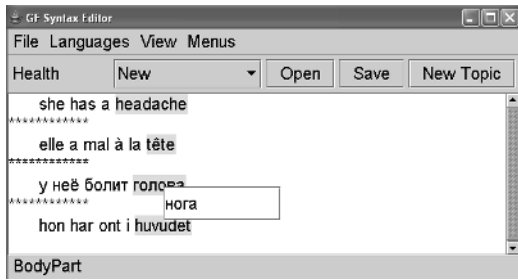 GF Syntax Editor
File Languages View Menus
Health New Open Save New Topic
she has a headache
************
elle a mal à la tête
************
у неё болит голова
************
нога
hon har ont i huvudet
BodyPart